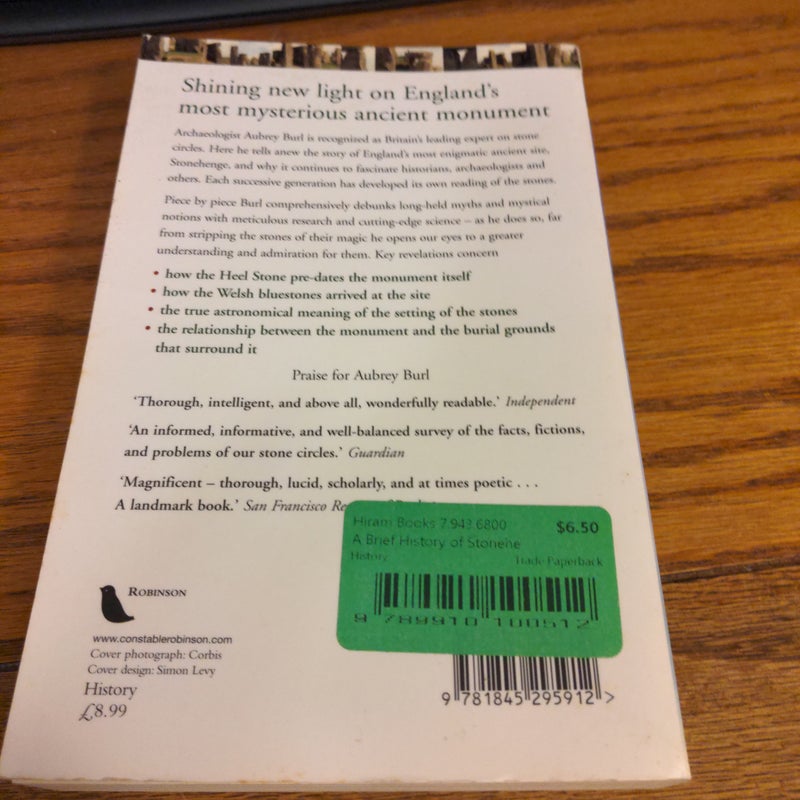 Shining new light on England's
most mysterious ancient monument
Archaeologist Aubrey Burl is recognized as Britain's leading expert on stone
circles. Here he tells anew the story of England's most enigmatic ancient site,
Stonehenge, and why it continues to fascinate historians, archaeologists and
others. Each successive generation has developed its own reading of the stones.
Piece by piece Burl comprehensively debunks long-held myths and mystical
notions with meticulous research and cutting-edge science – as he does so, far
from stripping the stones of their magic he opens our eyes to a greater
understanding and admiration for them. Key revelations concern
• how the Heel Stone pre-dates the monument itself
• how the Welsh bluestones arrived at the site
• the true astronomical meaning of the setting of the stones
• the relationship between the monument and the burial grounds
that surround it
Praise for Aubrey Burl
'Thorough, intelligent, and above all, wonderfully readable.' Independent
'An informed, informative, and well-balanced survey of the facts, fictions,
and problems of our stone circles.' Guardian
'Magnificent – thorough, lucid, scholarly, and at times poetic . . .
A landmark book.' San Francisco
Hiram Books 7.943.6800 $6.50
A Brief History of Stonehe
History Trade Paperback
9 789910 100512
ROBINSON
www.constablerobinson.com
Cover photograph: Corbis
Cover design: Simon Levy
History
£8.99
9 781845 295912 >